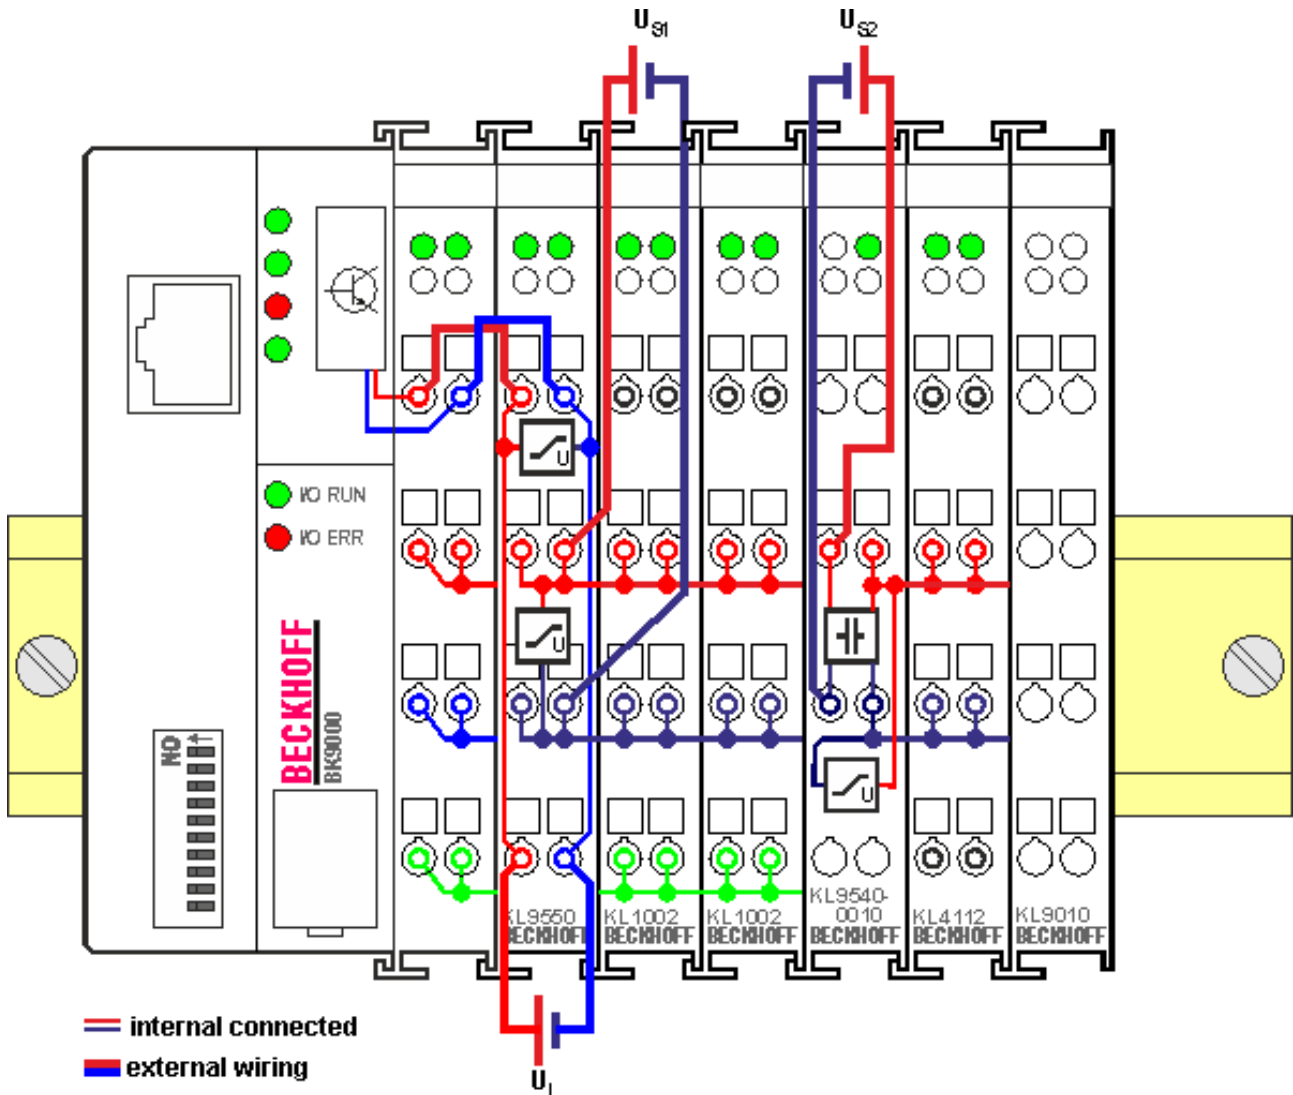 U S1
U S2
I/O RUN
I/O ERR
BECKHOFF
BK9000
NO
U
U
U
KL9550
BECKHOFF
KL1002
BECKHOFF
KL1002
BECKHOFF
KL9540-
0010
BECKHOFF
KL4112
BECKHOFF
KL9010
BECKHOFF
internal connected
external wiring
U L